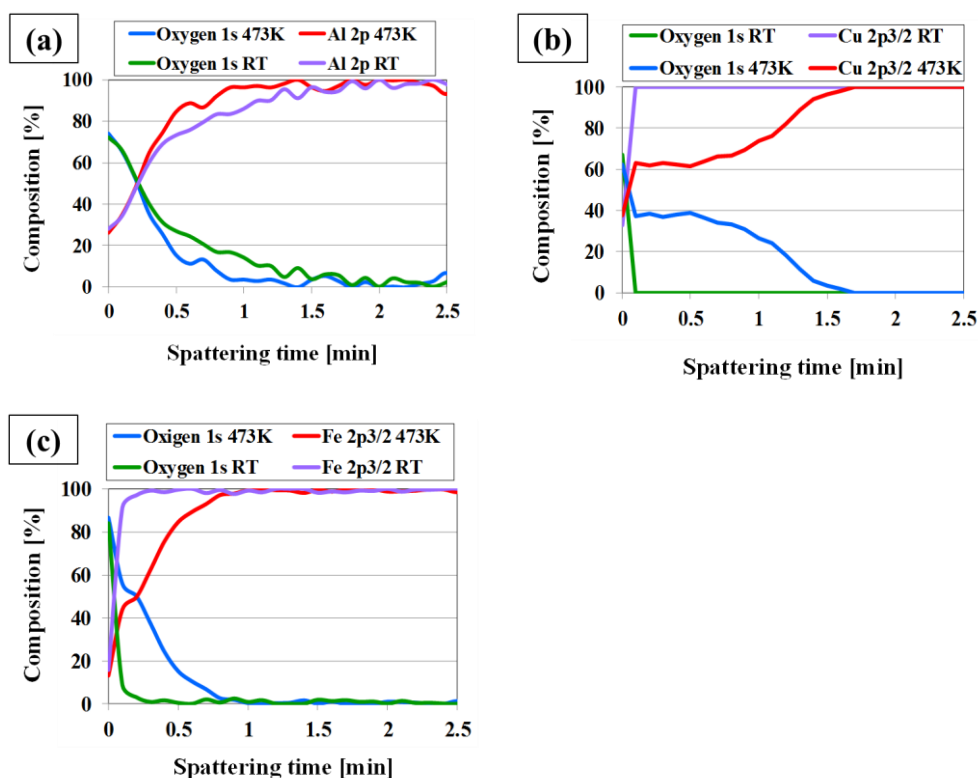 (a)
Oxygen 1s 473K Al 2p 473K
Oxygen 1s RT Al 2p RT
100
80
60
40
20
0
Composition [%]
0 0.5 1 1.5 2 2.5
Spattering time [min]
(b)
Oxygen 1s RT Cu 2p3/2 RT
Oxygen 1s 473K Cu 2p3/2 473K
100
80
60
40
20
0
Composition [%]
0 0.5 1 1.5 2 2.5
Spattering time [min]
(c)
Oxigen 1s 473K Fe 2p3/2 473K
Oxygen 1s RT Fe 2p3/2 RT
100
80
60
40
20
0
Composition [%]
0 0.5 1 1.5 2 2.5
Spattering time [min]